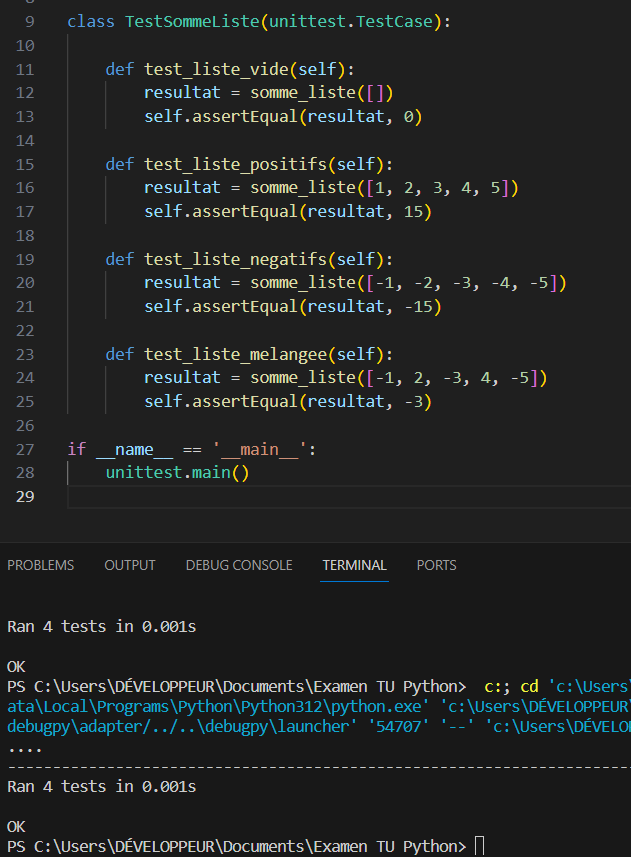 9 class TestSommeListe(unittest.TestCase):
10
11 def test_liste_vide(self):
12 resultat = somme_liste([])
13 self.assertEqual(resultat, 0)
14
15 def test_liste_positifs(self):
16 resultat = somme_liste([1, 2, 3, 4, 5])
17 self.assertEqual(resultat, 15)
18
19 def test_liste_negatifs(self):
20 resultat = somme_liste([-1, -2, -3, -4, -5])
21 self.assertEqual(resultat, -15)
22
23 def test_liste_melangee(self):
24 resultat = somme_liste([-1, 2, -3, 4, -5])
25 self.assertEqual(resultat, -3)
26
27 if __name__ == '__main__':
28 unittest.main()
29
PROBLEMS OUTPUT DEBUG CONSOLE TERMINAL PORTS
Ran 4 tests in 0.001s
OK
PS C:\Users\DÉVELOPPEUR\Documents\Examen TU Python>  c:; cd 'c:\Users\
ata\Local\Programs\Python\Python312\python.exe' 'c:\Users\DÉVELOPPEUR\
debugpy\adapter/../..\debugpy\launcher' '54707' '--' 'c:\Users\DÉVELO
....
----------------------------------------------------------------------
Ran 4 tests in 0.001s
OK
PS C:\Users\DÉVELOPPEUR\Documents\Examen TU Python>